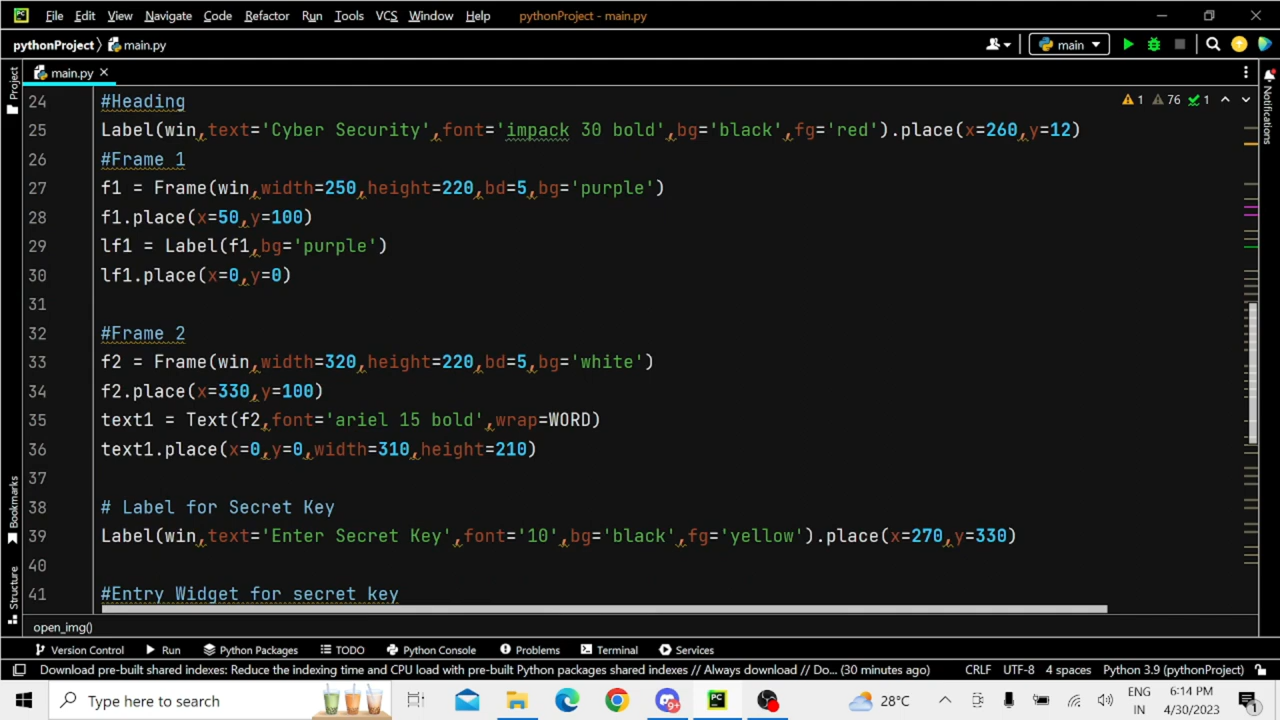 File Edit View Navigate Code Refactor Run Tools VCS Window Help pythonProject - main.py
pythonProject main.py main
main.py
Project
Notifications
1 76 1
24 #Heading
25 Label(win,text='Cyber Security',font='impack 30 bold',bg='black',fg='red').place(x=260,y=12)
26 #Frame 1
27 f1 = Frame(win,width=250,height=220,bd=5,bg='purple')
28 f1.place(x=50,y=100)
29 lf1 = Label(f1,bg='purple')
30 lf1.place(x=0,y=0)
31
32 #Frame 2
33 f2 = Frame(win,width=320,height=220,bd=5,bg='white')
34 f2.place(x=330,y=100)
35 text1 = Text(f2,font='ariel 15 bold',wrap=WORD)
36 text1.place(x=0,y=0,width=310,height=210)
37
38 # Label for Secret Key
39 Label(win,text='Enter Secret Key',font='10',bg='black',fg='yellow').place(x=270,y=330)
40
41 #Entry Widget for secret key
Bookmarks
Structure
open_img()
Version Control Run Python Packages TODO Python Console Problems Terminal Services
Download pre-built shared indexes: Reduce the indexing time and CPU load with pre-built Python packages shared indexes // Always download // Do... (30 minutes ago) CRLF UTF-8 4 spaces Python 3.9 (pythonProject)
Type here to search 9+ 28°C ENG 6:14 PM
IN 4/30/2023 1